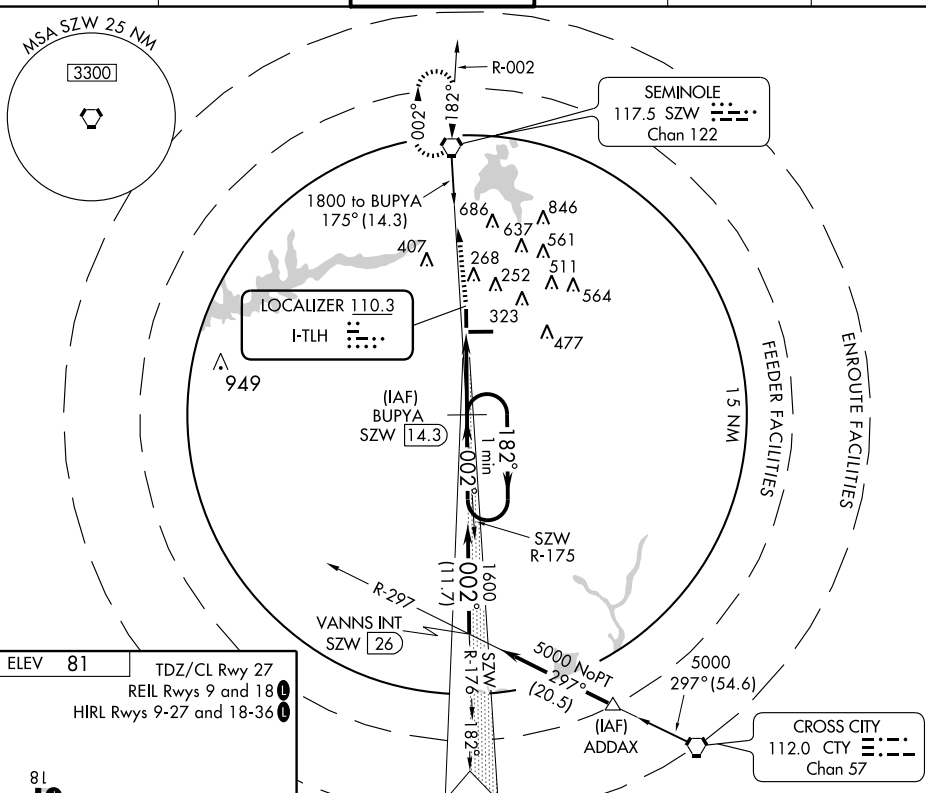 MSA SZW 25 NM
3300
R-002
002°
182°
SEMINOLE
117.5 SZW
Chan 122
1800 to BUPYA
175° (14.3)
686
846
637
561
407
268
252
511
564
323
477
LOCALIZER 110.3
I-TLH
949
(IAF)
BUPYA
SZW 14.3
182°
1 min
002°
15 NM
FEEDER FACILITIES
ENROUTE FACILITIES
SZW
R-175
R-297
002°
1600
(11.7)
VANNS INT
SZW 26
SZW
R-176
182°
5000 NoPT
297°
(20.5)
5000
297° (54.6)
(IAF)
ADDAX
CROSS CITY
112.0 CTY
Chan 57
ELEV 81
TDZ/CL Rwy 27
REIL Rwys 9 and 18 L
HIRL Rwys 9-27 and 18-36 L
18